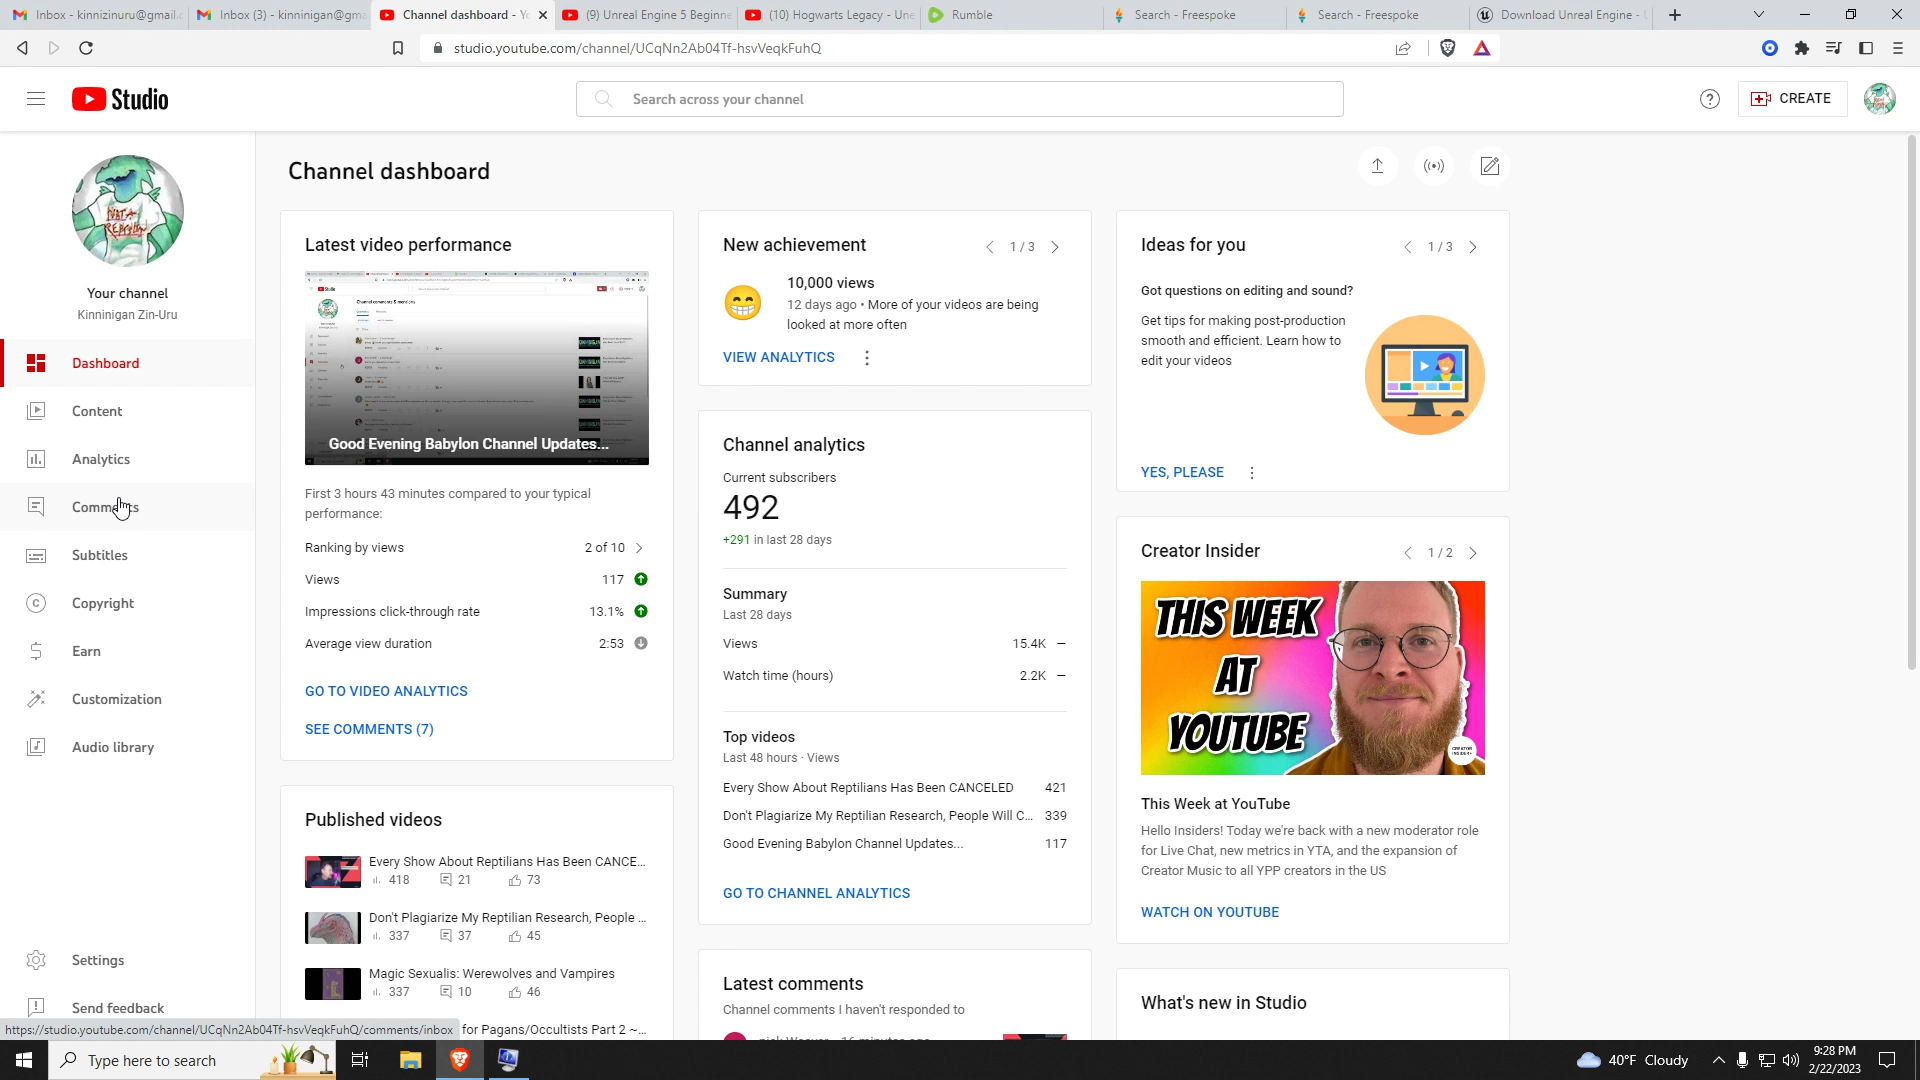 Inbox - kinnizinuru@gmail.c
Inbox (3) - kinninigan@gma
Channel dashboard - Yo
(9) Unreal Engine 5 Beginne
(10) Hogwarts Legacy - Une
Rumble
Search - Freespoke
Search - Freespoke
Download Unreal Engine - U
studio.youtube.com/channel/UCqNn2Ab04Tf-hsvVeqkFuhQ
Studio
Search across your channel
CREATE
Your channel
Kinninigan Zin-Uru
Dashboard
Content
Analytics
Comments
Subtitles
Copyright
Earn
Customization
Audio library
Settings
Send feedback
https://studio.youtube.com/channel/UCqNn2Ab04Tf-hsvVeqkFuhQ/comments/inbox
Channel dashboard
Latest video performance
Good Evening Babylon Channel Updates...
First 3 hours 43 minutes compared to your typical
performance:
Ranking by views 2 of 10
Views 117
Impressions click-through rate 13.1%
Average view duration 2:53
GO TO VIDEO ANALYTICS
SEE COMMENTS (7)
Published videos
Every Show About Reptilians Has Been CANCE...
418 21 73
Don't Plagiarize My Reptilian Research, People ...
337 37 45
Magic Sexualis: Werewolves and Vampires
337 10 46
for Pagans/Occultists Part 2 ~...
New achievement
1 / 3
10,000 views
12 days ago • More of your videos are being
looked at more often
VIEW ANALYTICS
Channel analytics
Current subscribers
492
+291 in last 28 days
Summary
Last 28 days
Views 15.4K —
Watch time (hours) 2.2K —
Top videos
Last 48 hours · Views
Every Show About Reptilians Has Been CANCELED 421
Don't Plagiarize My Reptilian Research, People Will C... 339
Good Evening Babylon Channel Updates... 117
GO TO CHANNEL ANALYTICS
Latest comments
Channel comments I haven't responded to
Ideas for you
1 / 3
Got questions on editing and sound?
Get tips for making post-production
smooth and efficient. Learn how to
edit your videos
YES, PLEASE
Creator Insider
1 / 2
THIS WEEK
AT
YOUTUBE
CREATOR
INSIDER
This Week at YouTube
Hello Insiders! Today we're back with a new moderator role
for Live Chat, new metrics in YTA, and the expansion of
Creator Music to all YPP creators in the US
WATCH ON YOUTUBE
What's new in Studio
Type here to search
40°F Cloudy
9:28 PM
2/22/2023